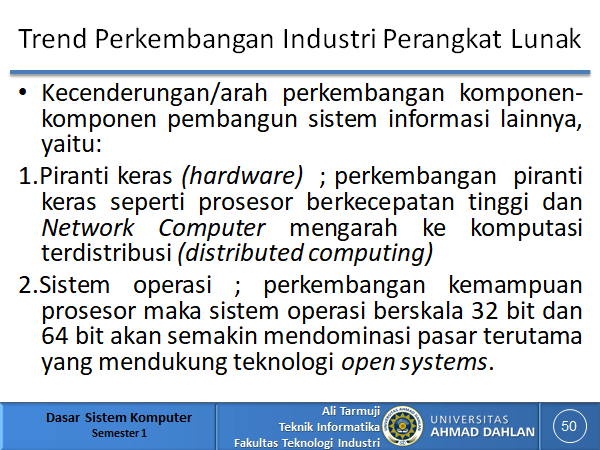 Trend Perkembangan Industri Perangkat Lunak
• Kecenderungan/arah perkembangan komponen-
komponen pembangun sistem informasi lainnya,
yaitu:
1.Piranti keras (hardware) ; perkembangan piranti
keras seperti prosesor berkecepatan tinggi dan
Network Computer mengarah ke komputasi
terdistribusi (distributed computing)
2.Sistem operasi ; perkembangan kemampuan
prosesor maka sistem operasi berskala 32 bit dan
64 bit akan semakin mendominasi pasar terutama
yang mendukung teknologi open systems.
Dasar Sistem Komputer
Semester 1
Ali Tarmuji
Teknik Informatika
Fakultas Teknologi Industri
UNIVERSITAS
AHMAD DAHLAN
50